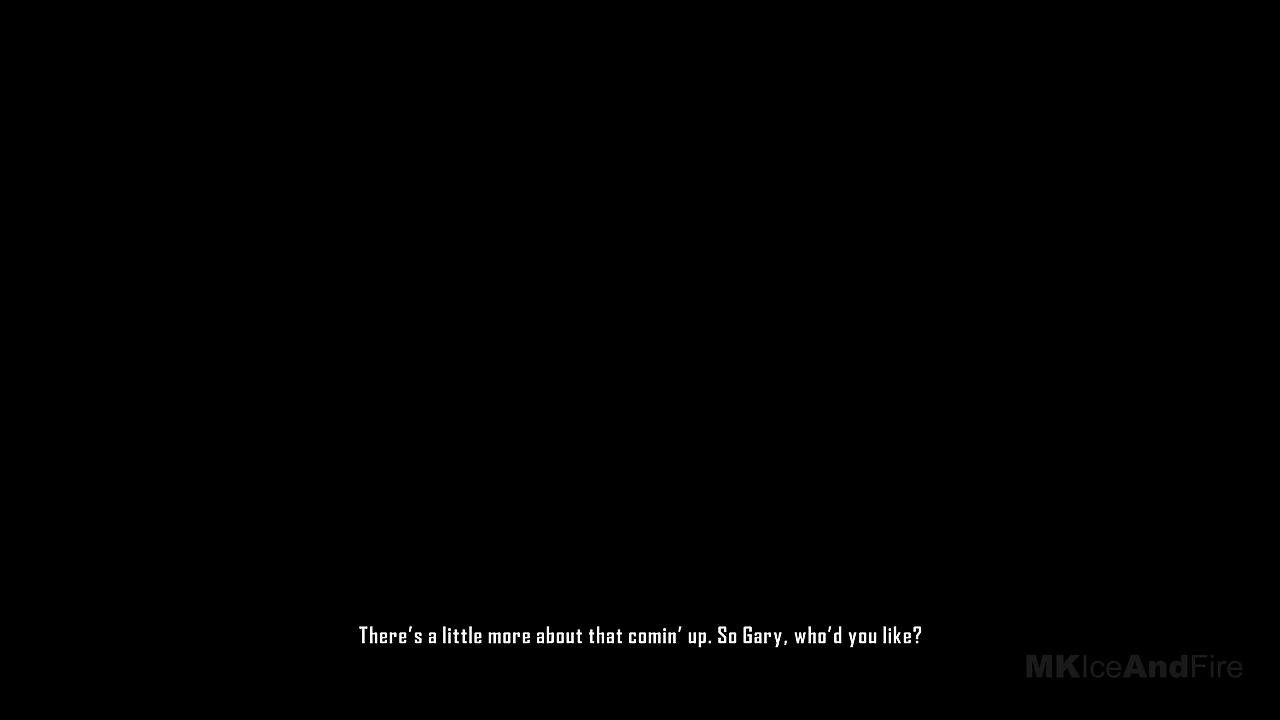 There's a little more about that comin' up. So Gary, who'd you like?
MKIceAndFire